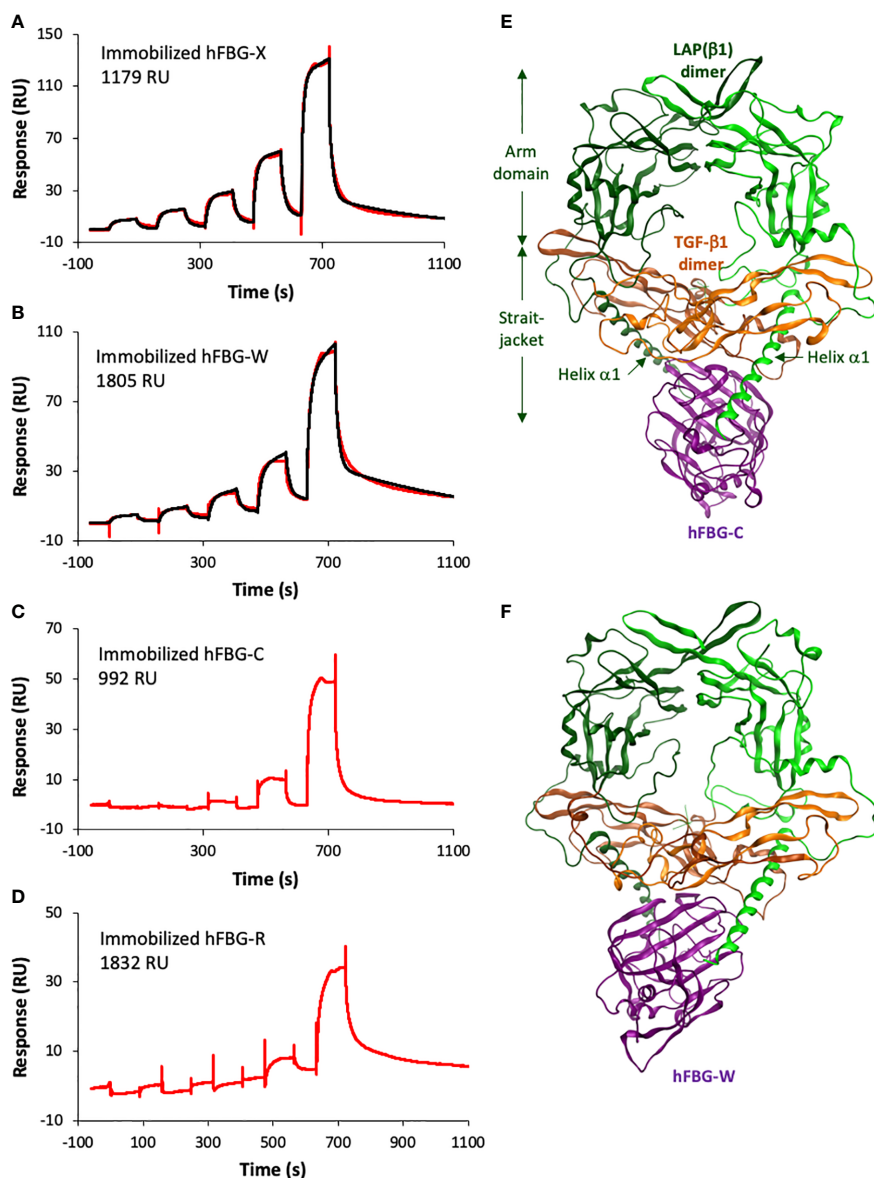 A
Immobilized hFBG-X
1179 RU
Response (RU)
150
110
70
30
-10
-100
300
700
1100
Time (s)
B
Immobilized hFBG-W
1805 RU
Response (RU)
110
70
30
-10
-100
300
700
1100
Time (s)
C
Immobilized hFBG-C
992 RU
Response (RU)
70
50
30
10
-10
-100
300
700
1100
Time (s)
D
Immobilized hFBG-R
1832 RU
Response (RU)
50
30
10
-10
-100
100
300
500
700
900
1100
Time (s)
E
LAP(β1)
dimer
Arm
domain
TGF-β1
dimer
Strait-
jacket
Helix α1
Helix α1
hFBG-C
F
hFBG-W